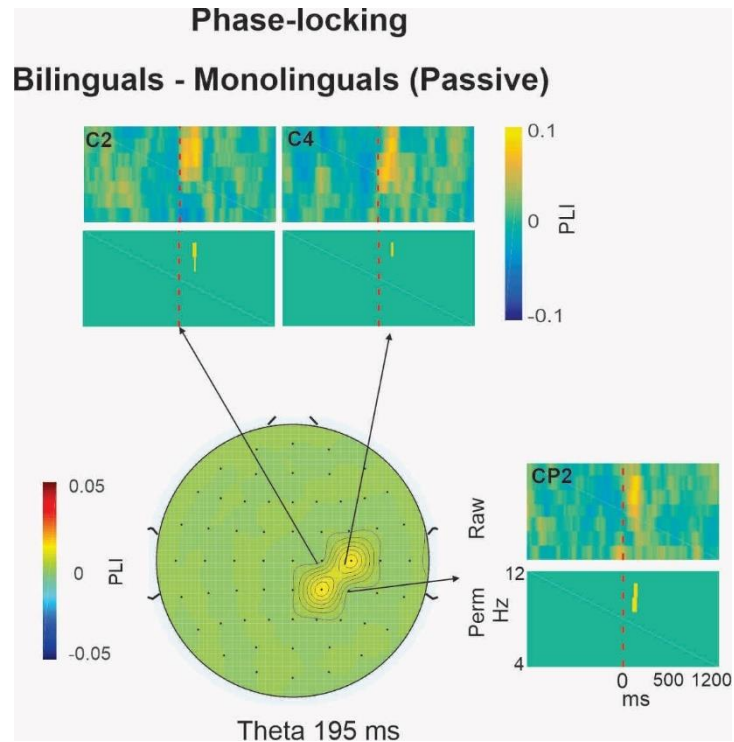 Phase-locking
Bilinguals - Monolinguals (Passive)
C2
C4
0.1
0
-0.1
PLI
0.05
0
-0.05
PLI
CP2
Raw
12
Perm
Hz
4
0 500 1200
ms
Theta 195 ms